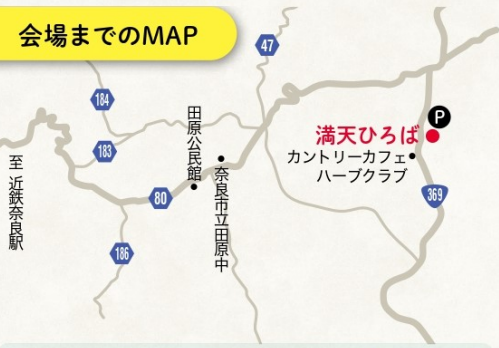 会場までのMAP
47
184
183
田原公民館
奈良市立田原中
P
満天ひろば
カントリーカフェ
ハーブクラブ
369
至 近鉄奈良駅
80
186